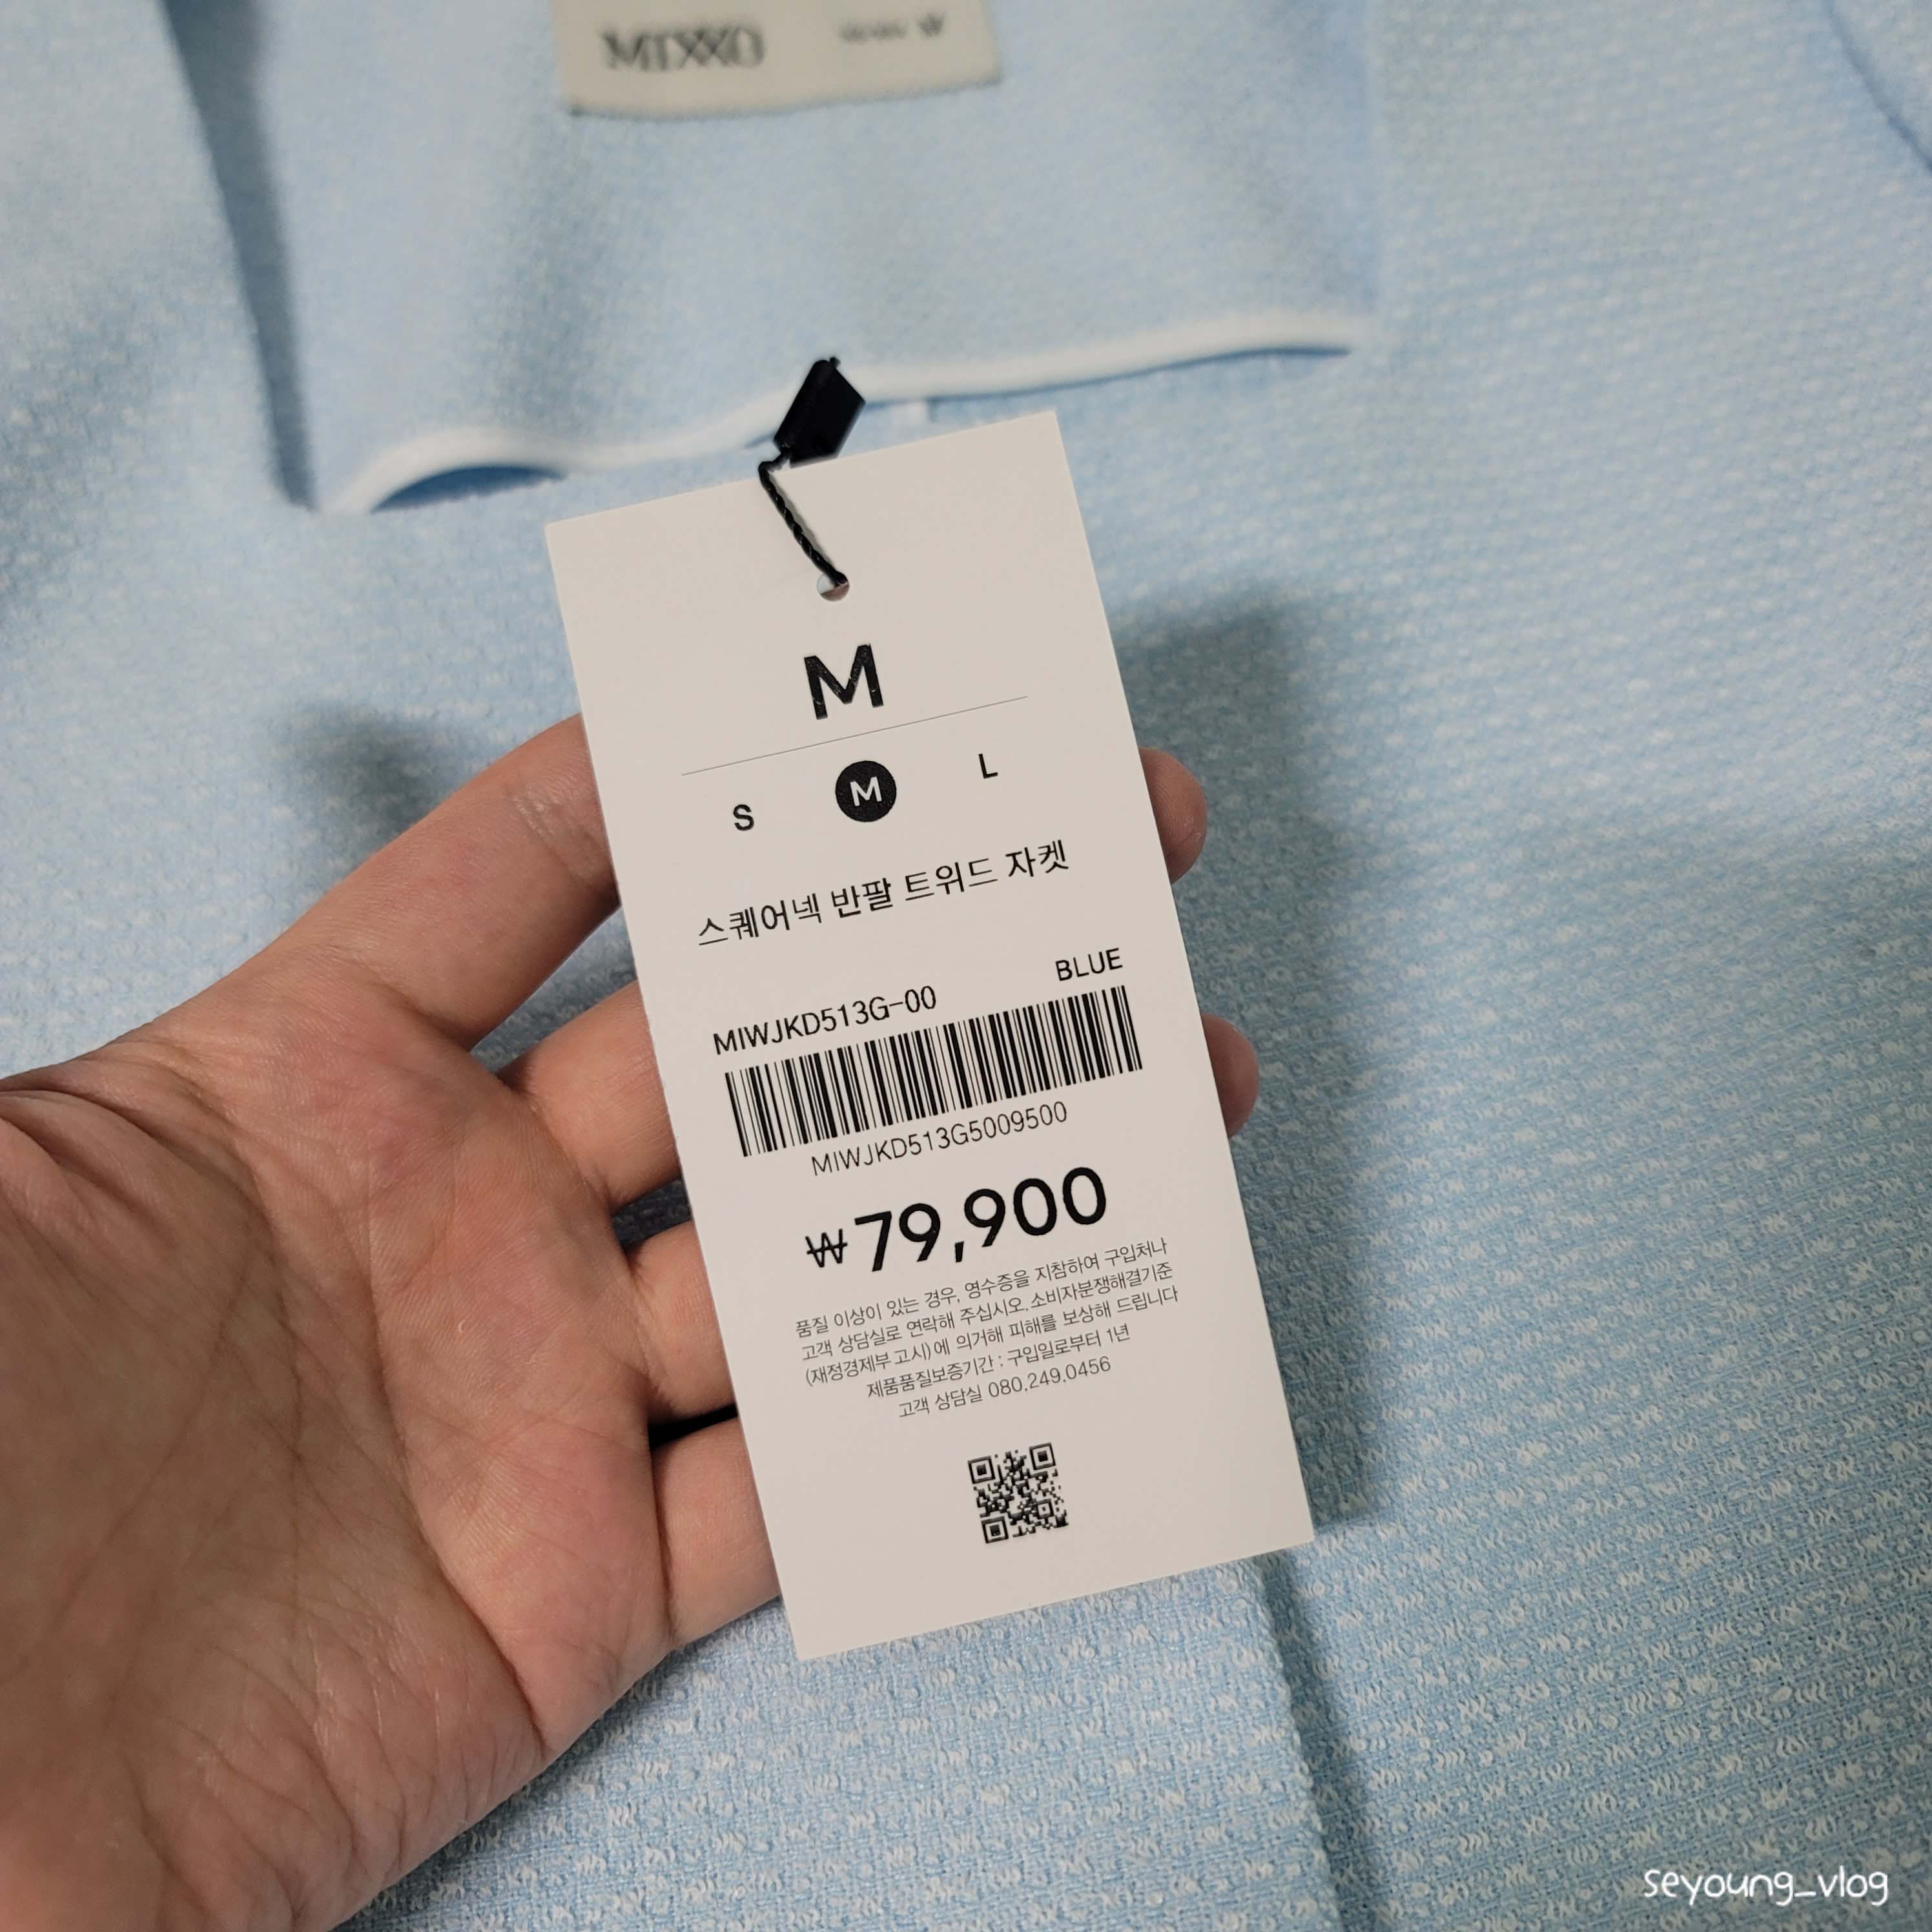 MIXXO
M
S M L
스퀘어넥 반팔 트위드 자켓
MIWJKD513G-00 BLUE
MIWJKD513G5009500
₩79,900
품질 이상이 있는 경우, 영수증을 지참하여 구입처나
고객 상담실로 연락해 주십시오. 소비자분쟁해결기준
(재정경제부 고시)에 의거해 피해를 보상해 드립니다
제품품질보증기간 : 구입일로부터 1년
고객 상담실 080.249.0456
seyoung_vlog